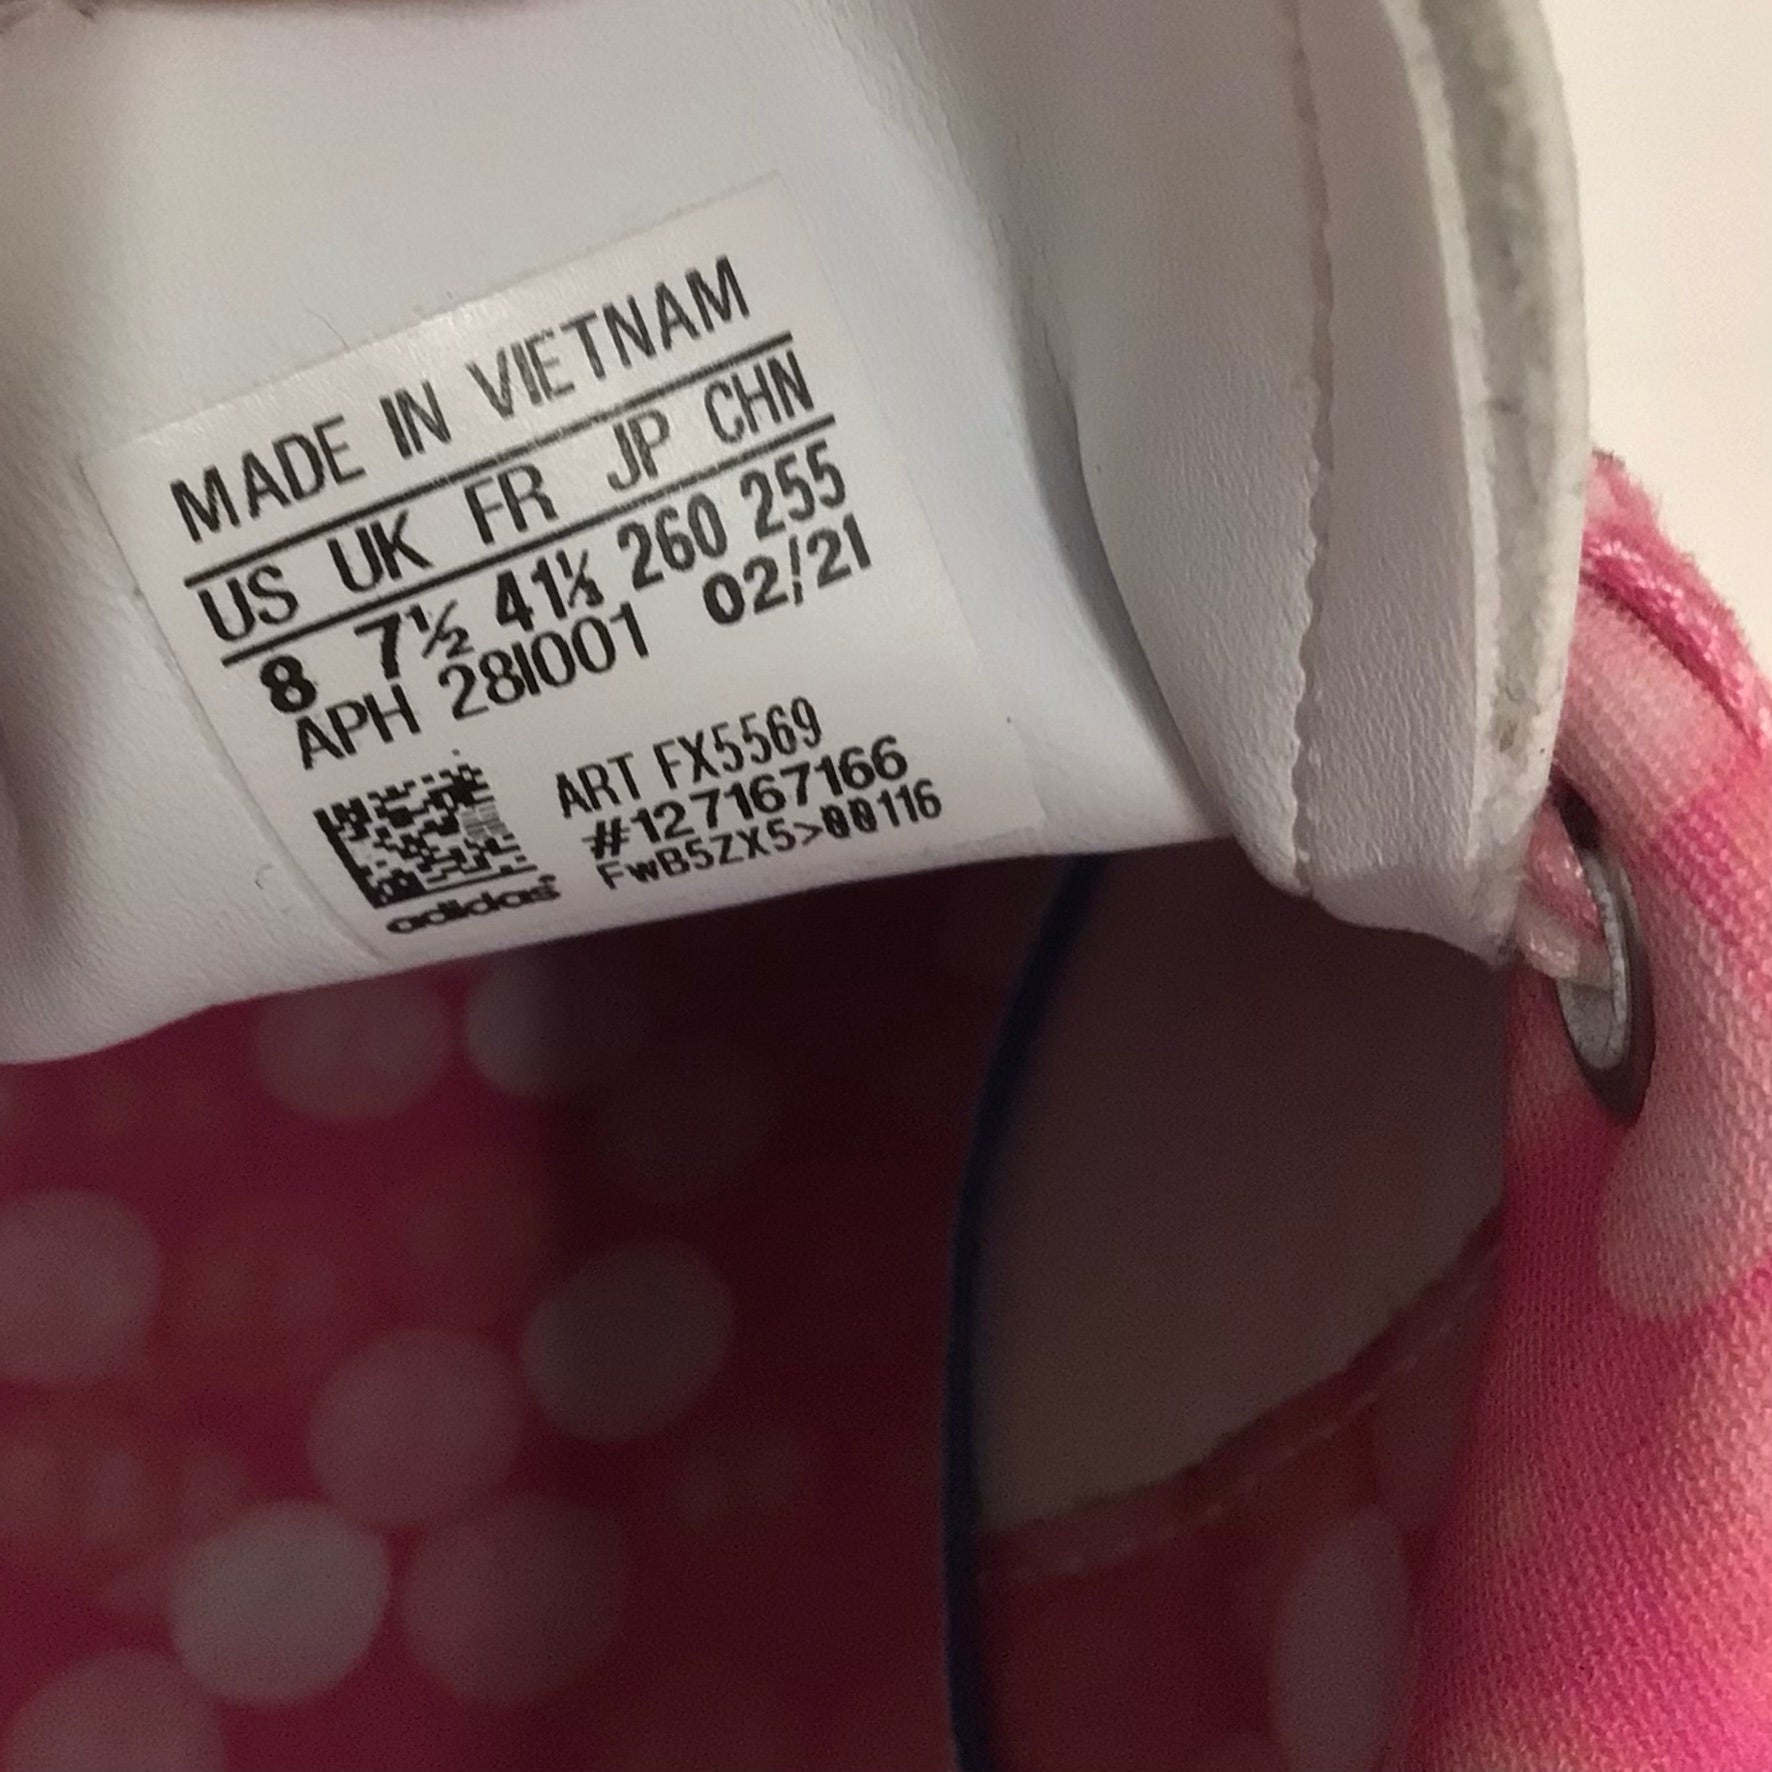 MADE IN VIETNAM
US UK FR JP CHN
8 7½ 41⅓ 260 255
APH 28I001 02/21
ART FX5569
#127167166
FwB5ZX5>00116
adidas